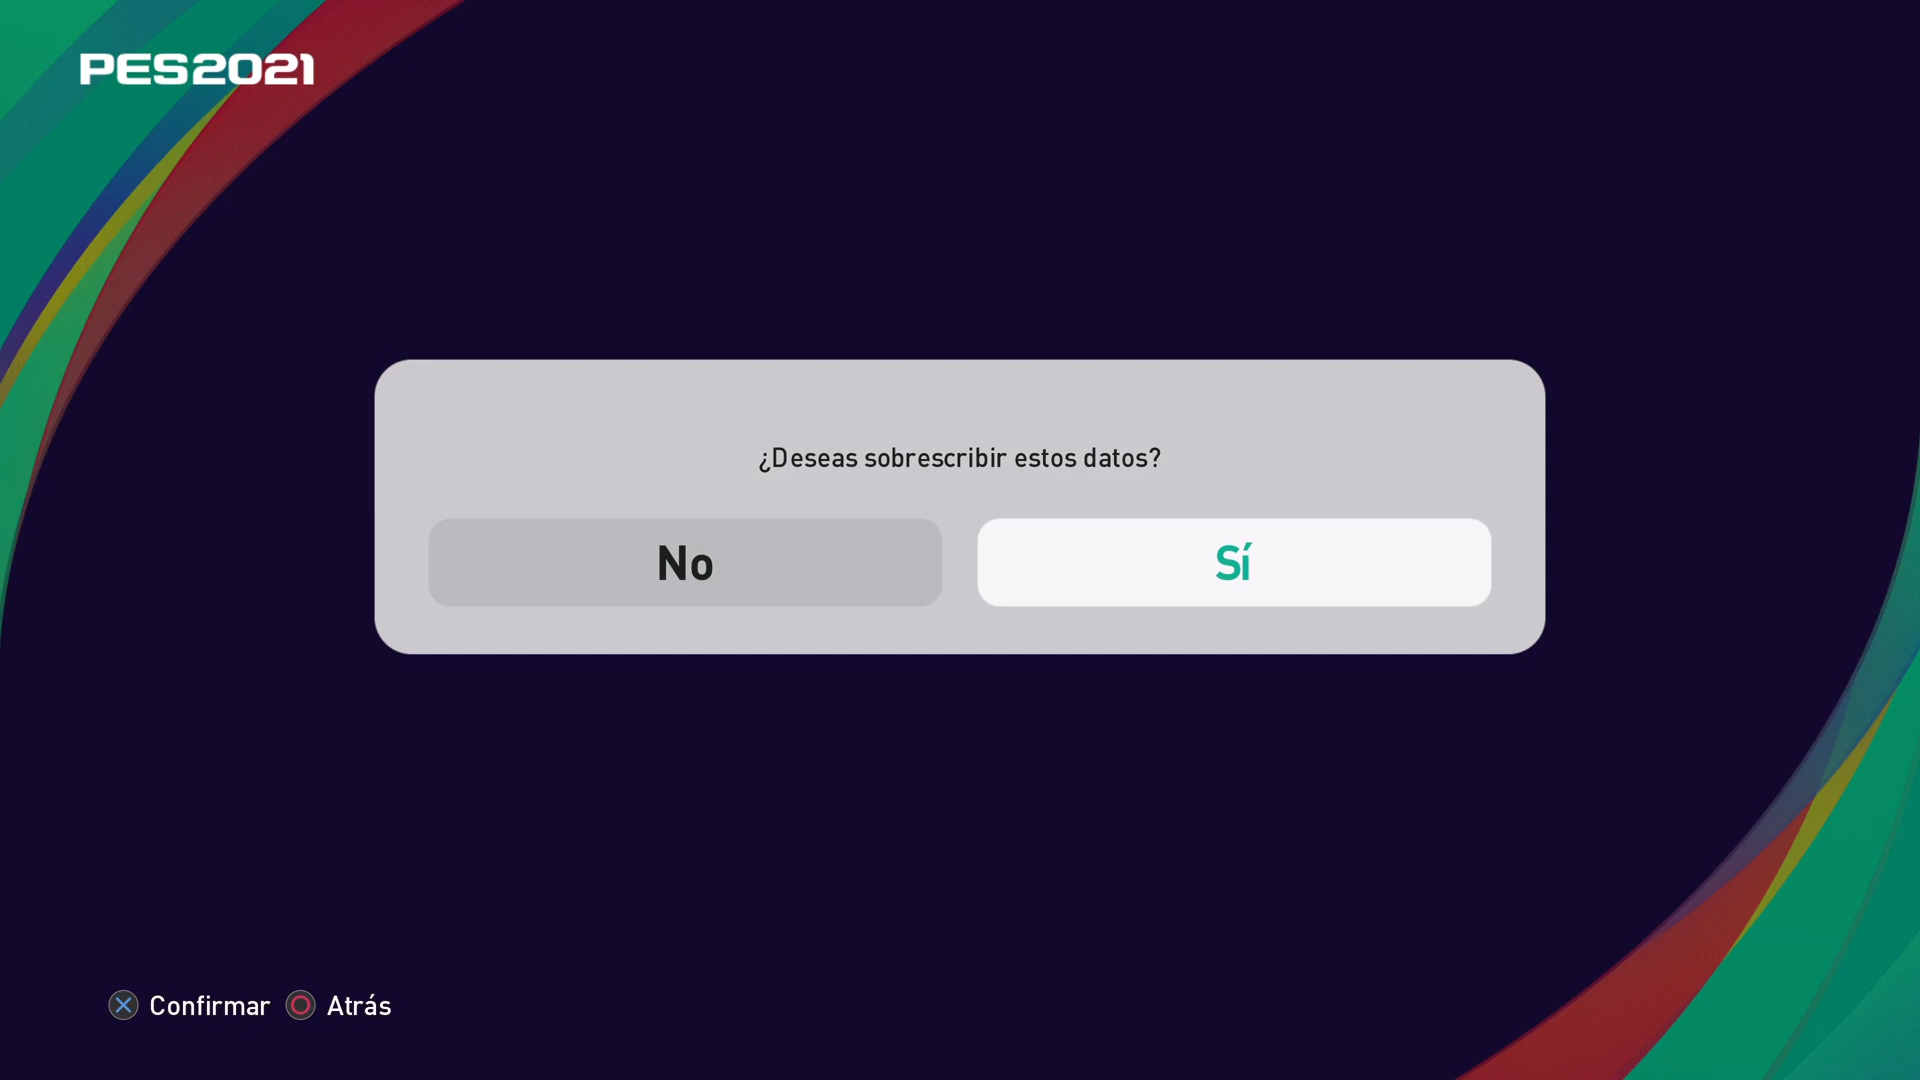 PES2021
¿Deseas sobrescribir estos datos?
No
Sí
Confirmar
Atrás